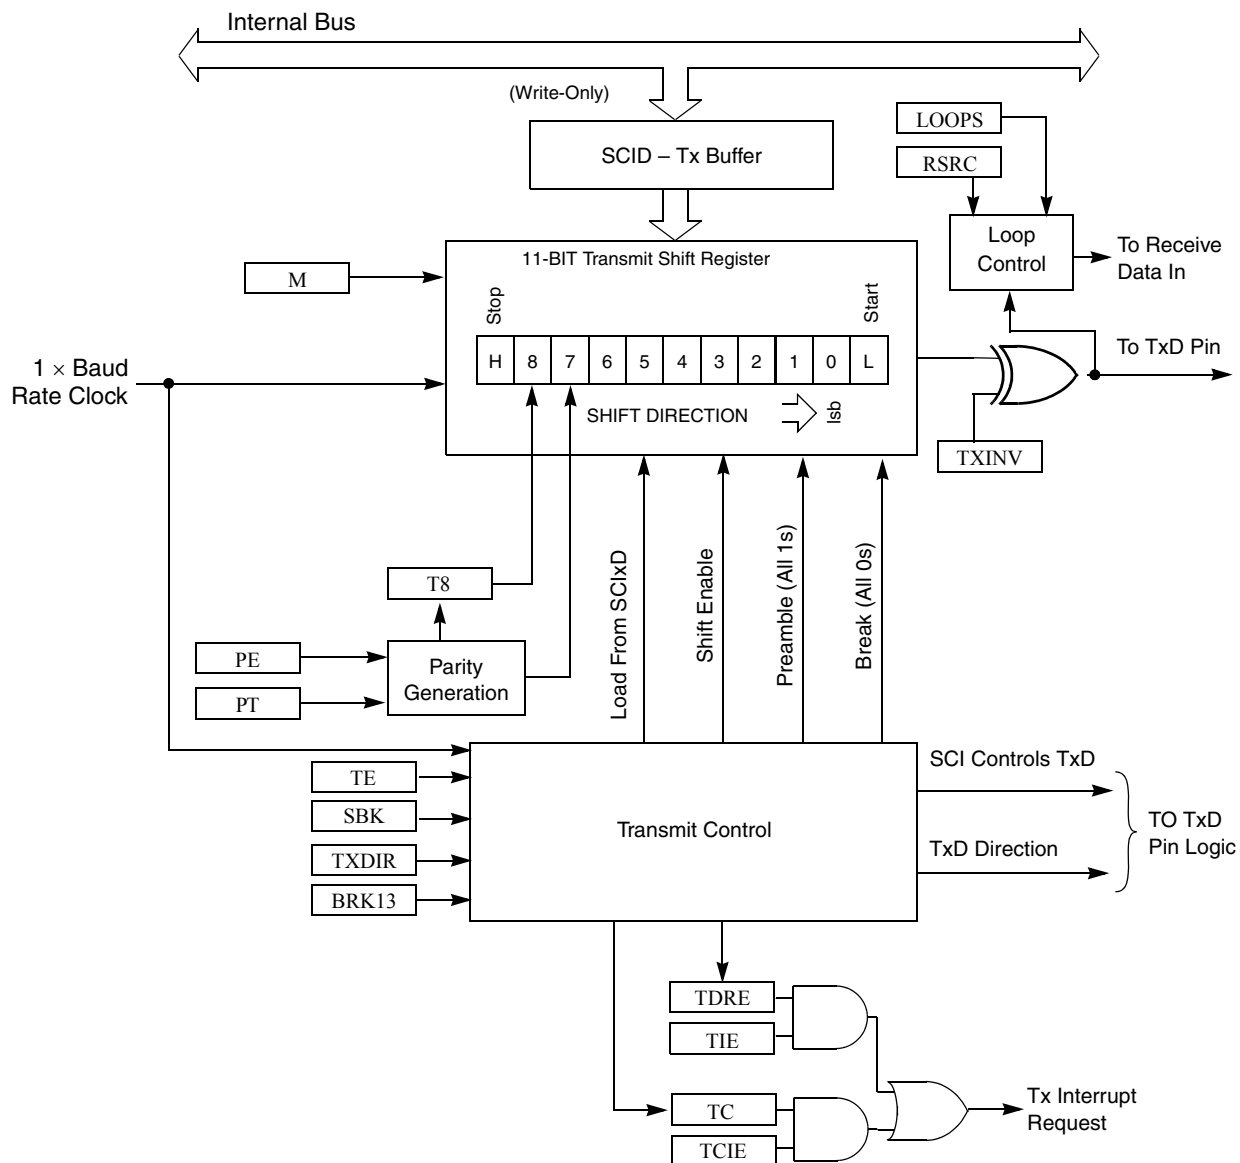 Internal Bus
(Write-Only)
LOOPS
SCID – Tx Buffer
RSRC
Loop
Control
To Receive
Data In
11-BIT Transmit Shift Register
M
Stop
Start
H 8 7 6 5 4 3 2 1 0 L
To TxD Pin
1 × Baud
Rate Clock
SHIFT DIRECTION
lsb
TXINV
T8
PE
PT
Parity
Generation
Load From SCIxD
Shift Enable
Preamble (All 1s)
Break (All 0s)
TE
SBK
TXDIR
BRK13
Transmit Control
SCI Controls TxD
TxD Direction
TO TxD
Pin Logic
TDRE
TIE
TC
TCIE
Tx Interrupt
Request